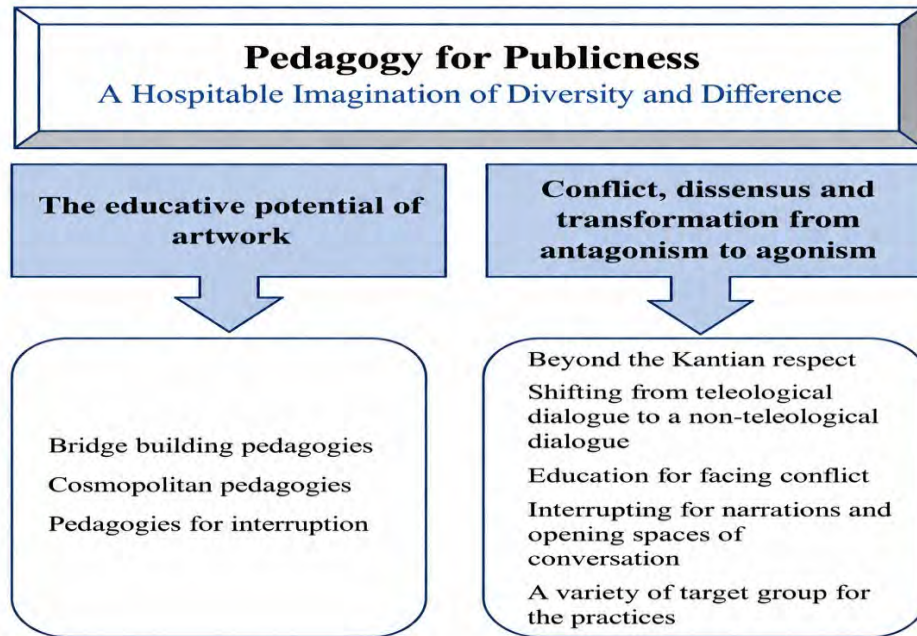 Pedagogy for Publicness
A Hospitable Imagination of Diversity and Difference
The educative potential of
artwork
Conflict, dissensus and
transformation from
antagonism to agonism
Bridge building pedagogies
Cosmopolitan pedagogies
Pedagogies for interruption
Beyond the Kantian respect
Shifting from teleological
dialogue to a non-teleological
dialogue
Education for facing conflict
Interrupting for narrations and
opening spaces of
conversation
A variety of target group for
the practices